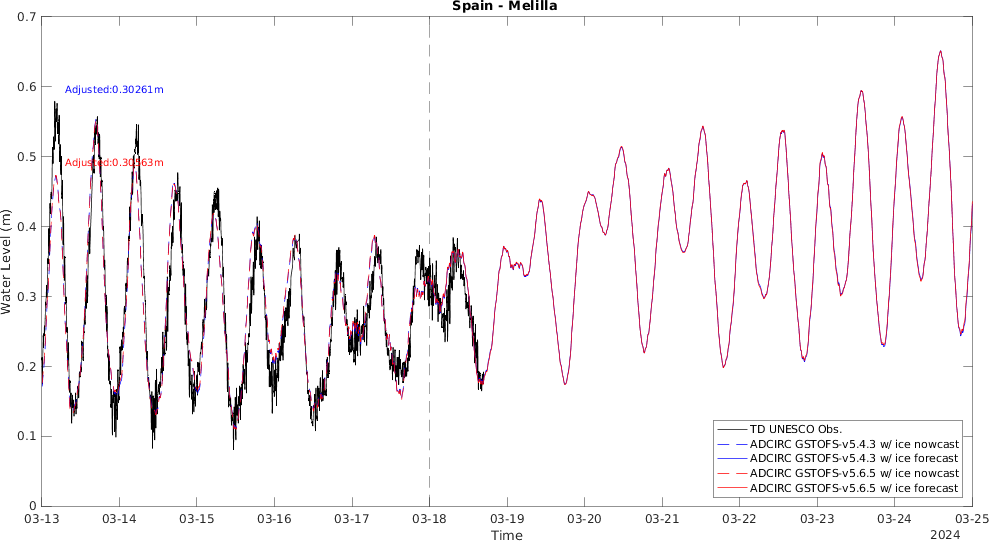 Spain - Melilla
0.7
0.6
0.5
0.4
0.3
0.2
0.1
0
Water Level (m)
Adjusted:0.30261m
Adjusted:0.30563m
TD UNESCO Obs.
ADCIRC GSTOFS-v5.4.3 w/ ice nowcast
ADCIRC GSTOFS-v5.4.3 w/ ice forecast
ADCIRC GSTOFS-v5.6.5 w/ ice nowcast
ADCIRC GSTOFS-v5.6.5 w/ ice forecast
03-13 03-14 03-15 03-16 03-17 03-18 03-19 03-20 03-21 03-22 03-23 03-24 03-25
Time
2024